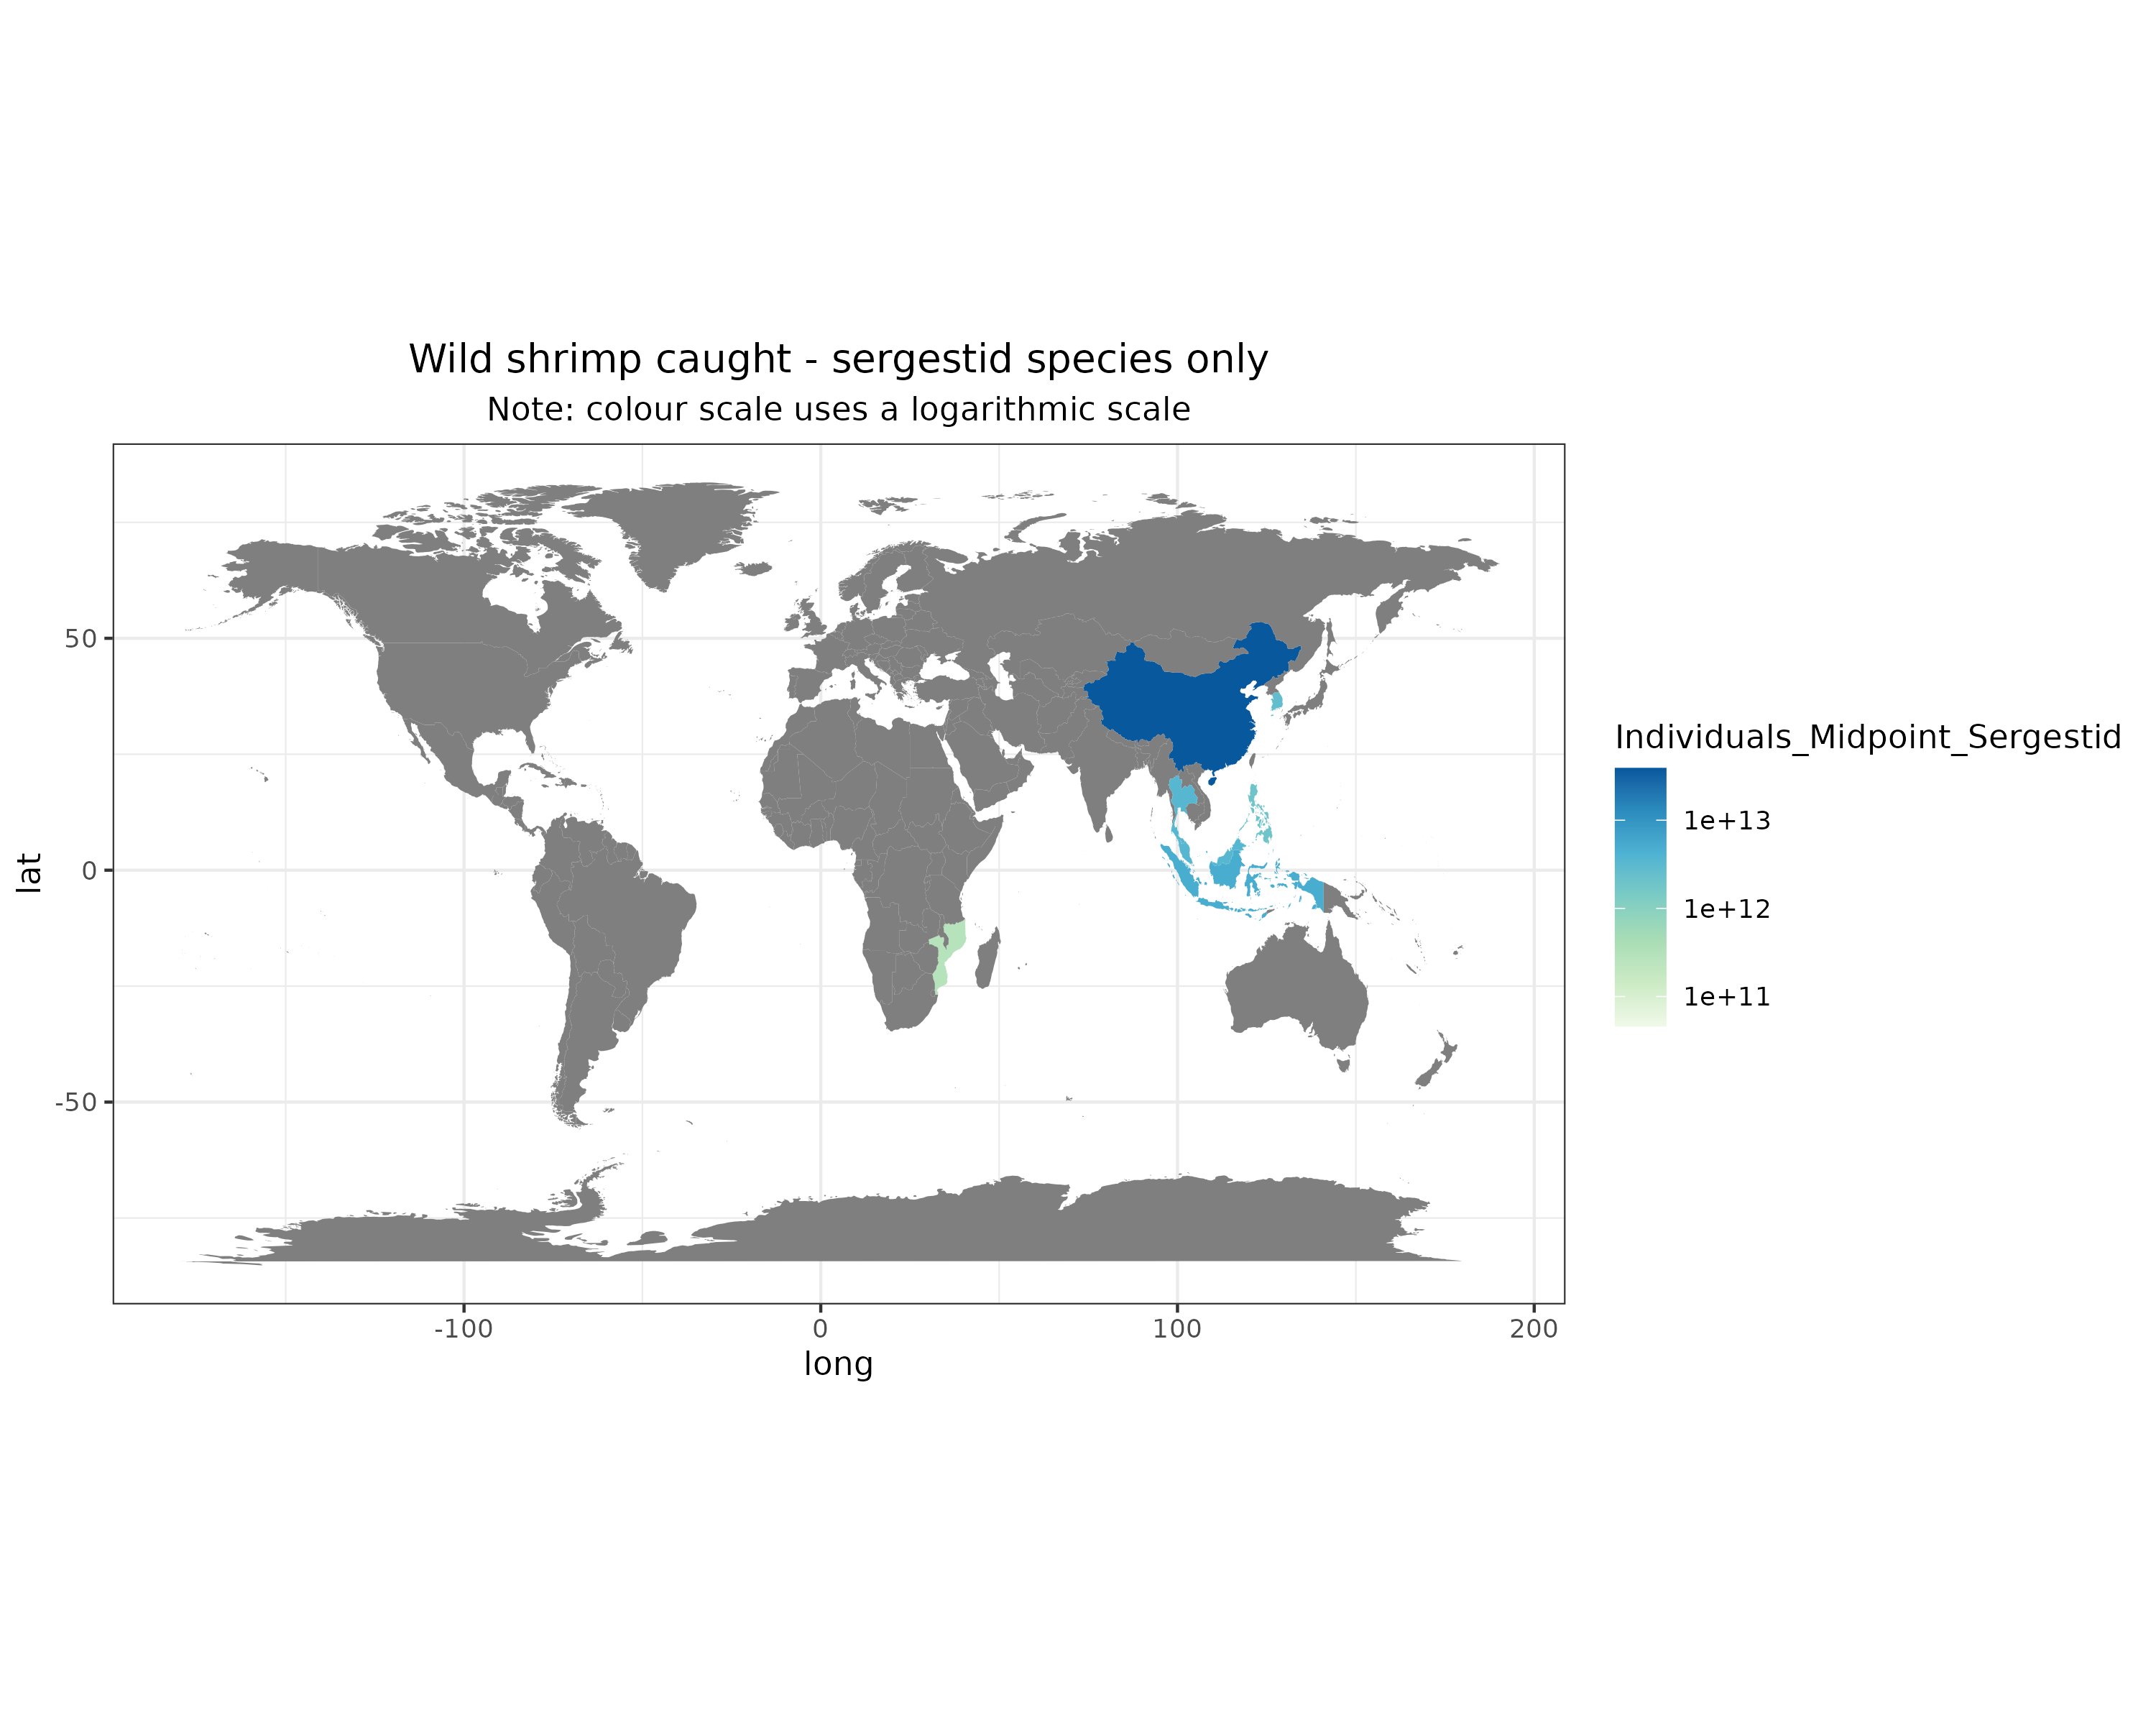 Wild shrimp caught - sergestid species only
Note: colour scale uses a logarithmic scale
50
0
-50
lat
-100
0
100
200
long
Individuals_Midpoint_Sergestid
1e+13
1e+12
1e+11